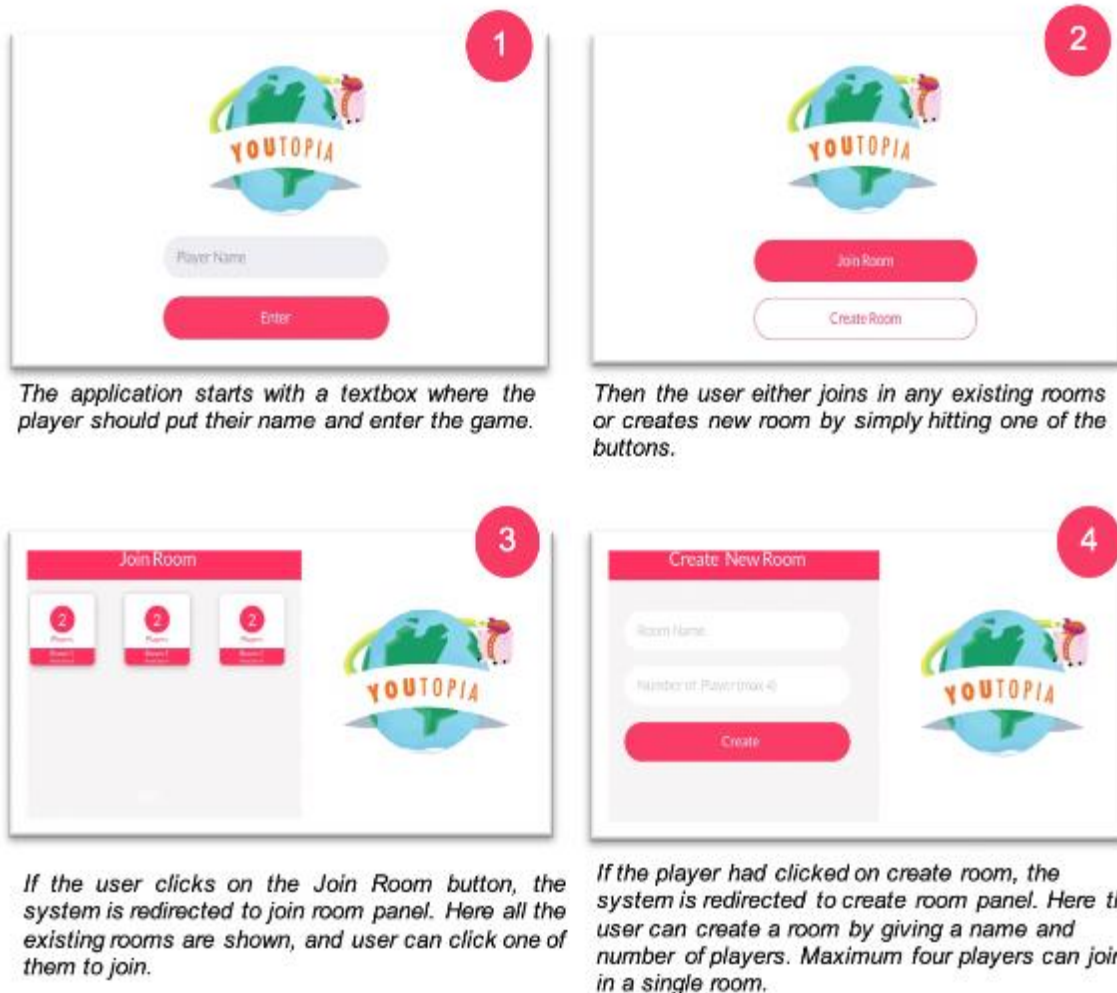 1
YOUTOPIA
Player Name
Enter
The application starts with a textbox where the
player should put their name and enter the game.
2
YOUTOPIA
Join Room
Create Room
Then the user either joins in any existing rooms
or creates new room by simply hitting one of the
buttons.
3
Join Room
2 2 2
Players Players Players
YOUTOPIA
If the user clicks on the Join Room button, the
system is redirected to join room panel. Here all the
existing rooms are shown, and user can click one of
them to join.
4
Create New Room
Room Name
Number of Player (max 4)
Create
YOUTOPIA
If the player had clicked on create room, the
system is redirected to create room panel. Here th
user can create a room by giving a name and
number of players. Maximum four players can join
in a single room.